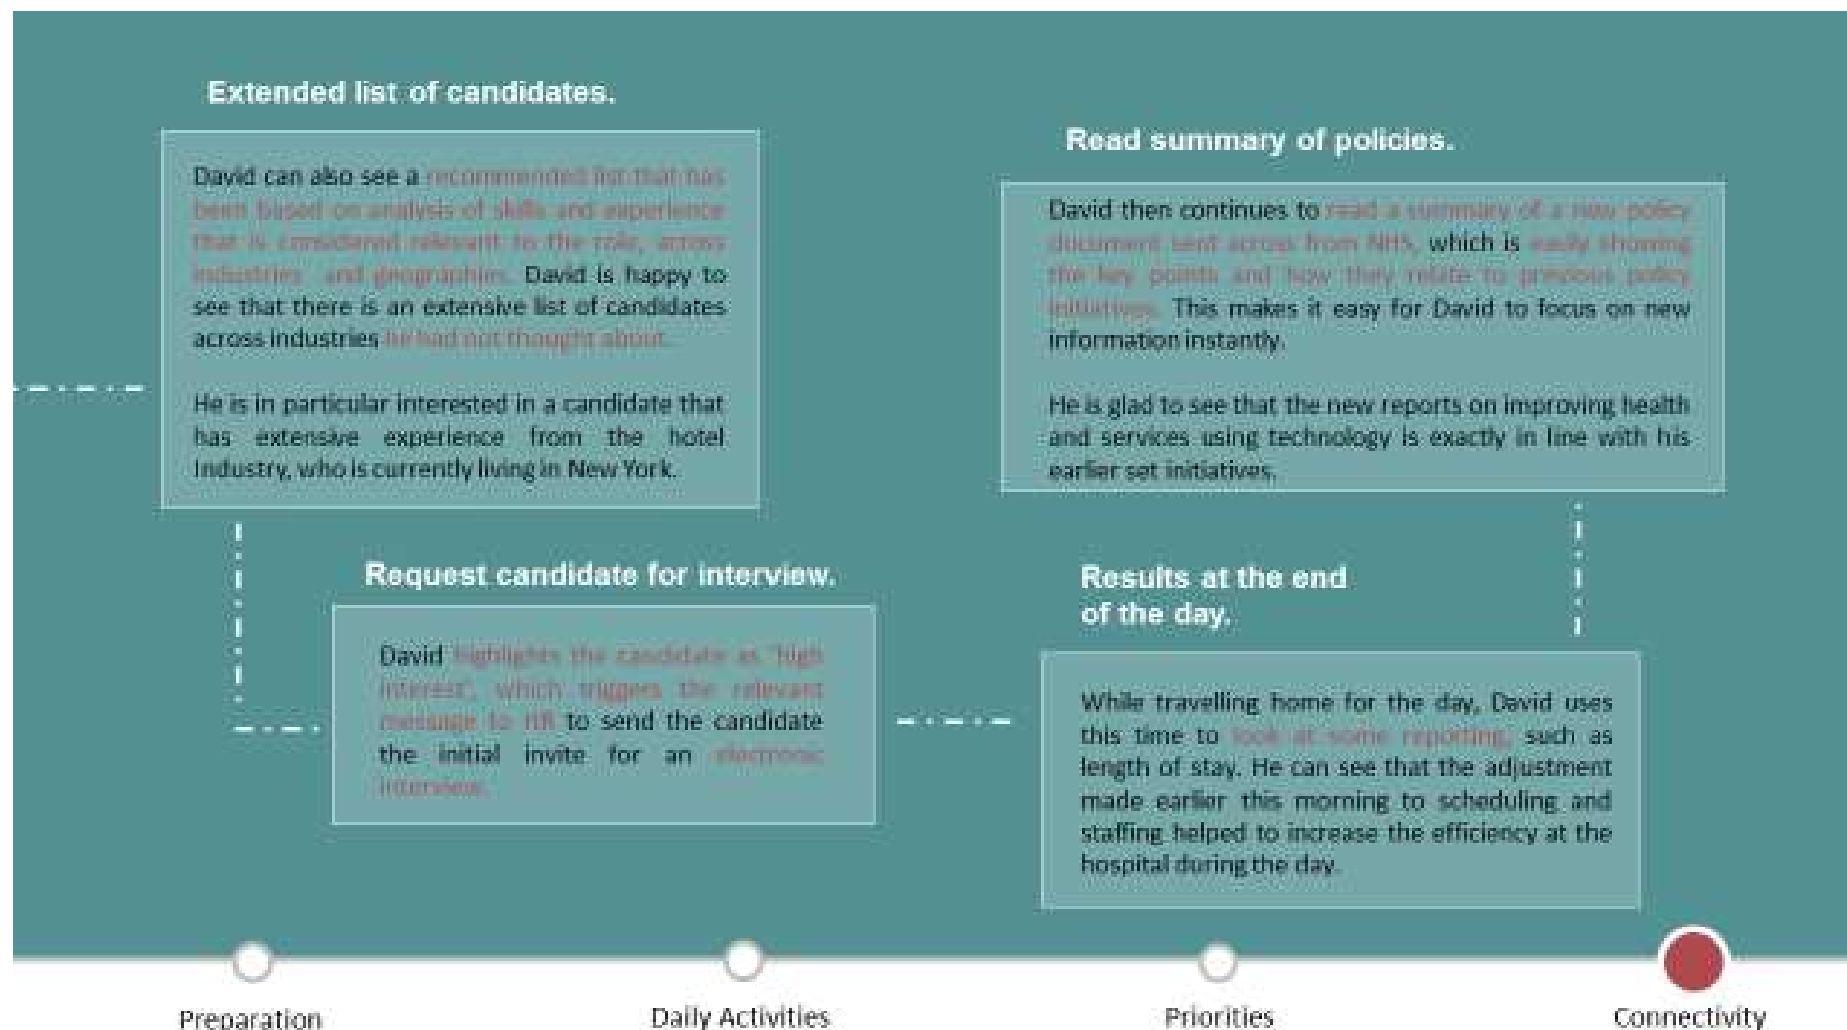 Extended list of candidates.
David can also see a recommended list that has
been based on analysis of skills and experience
that is considered relevant to the role, across
industries and geographies. David is happy to
see that there is an extensive list of candidates
across industries he had not thought about.
He is in particular interested in a candidate that
has extensive experience from the hotel
Industry, who is currently living in New York.
Request candidate for interview.
David highlights the candidate as 'high
interest', which triggers the relevant
message to HR to send the candidate
the initial invite for an electronic
interview.
Read summary of policies.
David then continues to read a summary of a new policy
document sent across from NHS, which is easily showing
the key points and how they relate to previous policy
initiatives. This makes it easy for David to focus on new
information instantly.
He is glad to see that the new reports on improving health
and services using technology is exactly in line with his
earlier set initiatives.
Results at the end
of the day.
While travelling home for the day, David uses
this time to look at some reporting, such as
length of stay. He can see that the adjustment
made earlier this morning to scheduling and
staffing helped to increase the efficiency at the
hospital during the day.
Preparation
Daily Activities
Priorities
Connectivity